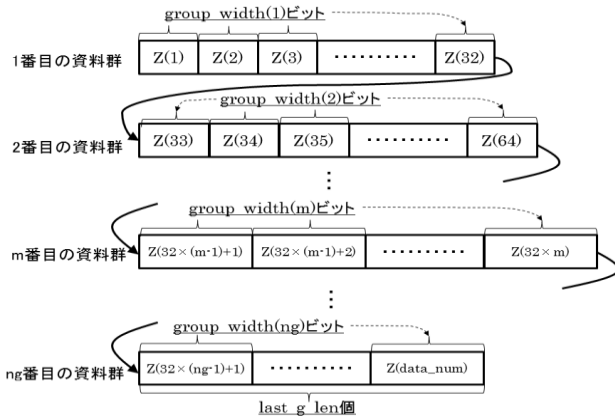 group_width(1)ビット
1番目の資料群 Z(1) Z(2) Z(3) ・・・・・・・・・・ Z(32)
group_width(2)ビット
2番目の資料群 Z(33) Z(34) Z(35) ・・・・・・・・・・ Z(64)
group_width(m)ビット
m番目の資料群 Z(32×(m-1)+1) Z(32×(m-1)+2) ・・・・・・・・・・ Z(32×m)
group_width(ng)ビット
ng番目の資料群 Z(32×(ng-1)+1) ・・・・・・・・・・ Z(data_num)
last_g_len個